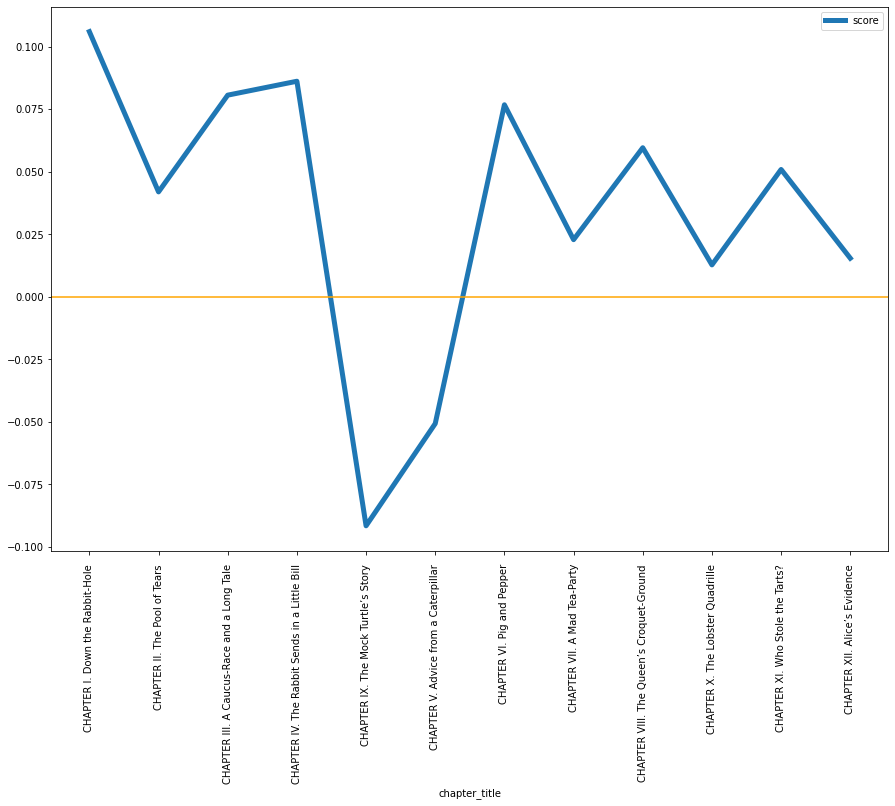 score
0.100
0.075
0.050
0.025
0.000
−0.025
−0.050
−0.075
−0.100
CHAPTER I. Down the Rabbit-Hole
CHAPTER II. The Pool of Tears
CHAPTER III. A Caucus-Race and a Long Tale
CHAPTER IV. The Rabbit Sends in a Little Bill
CHAPTER IX. The Mock Turtle’s Story
CHAPTER V. Advice from a Caterpillar
CHAPTER VI. Pig and Pepper
CHAPTER VII. A Mad Tea-Party
CHAPTER VIII. The Queen’s Croquet-Ground
CHAPTER X. The Lobster Quadrille
CHAPTER XI. Who Stole the Tarts?
CHAPTER XII. Alice’s Evidence
chapter_title